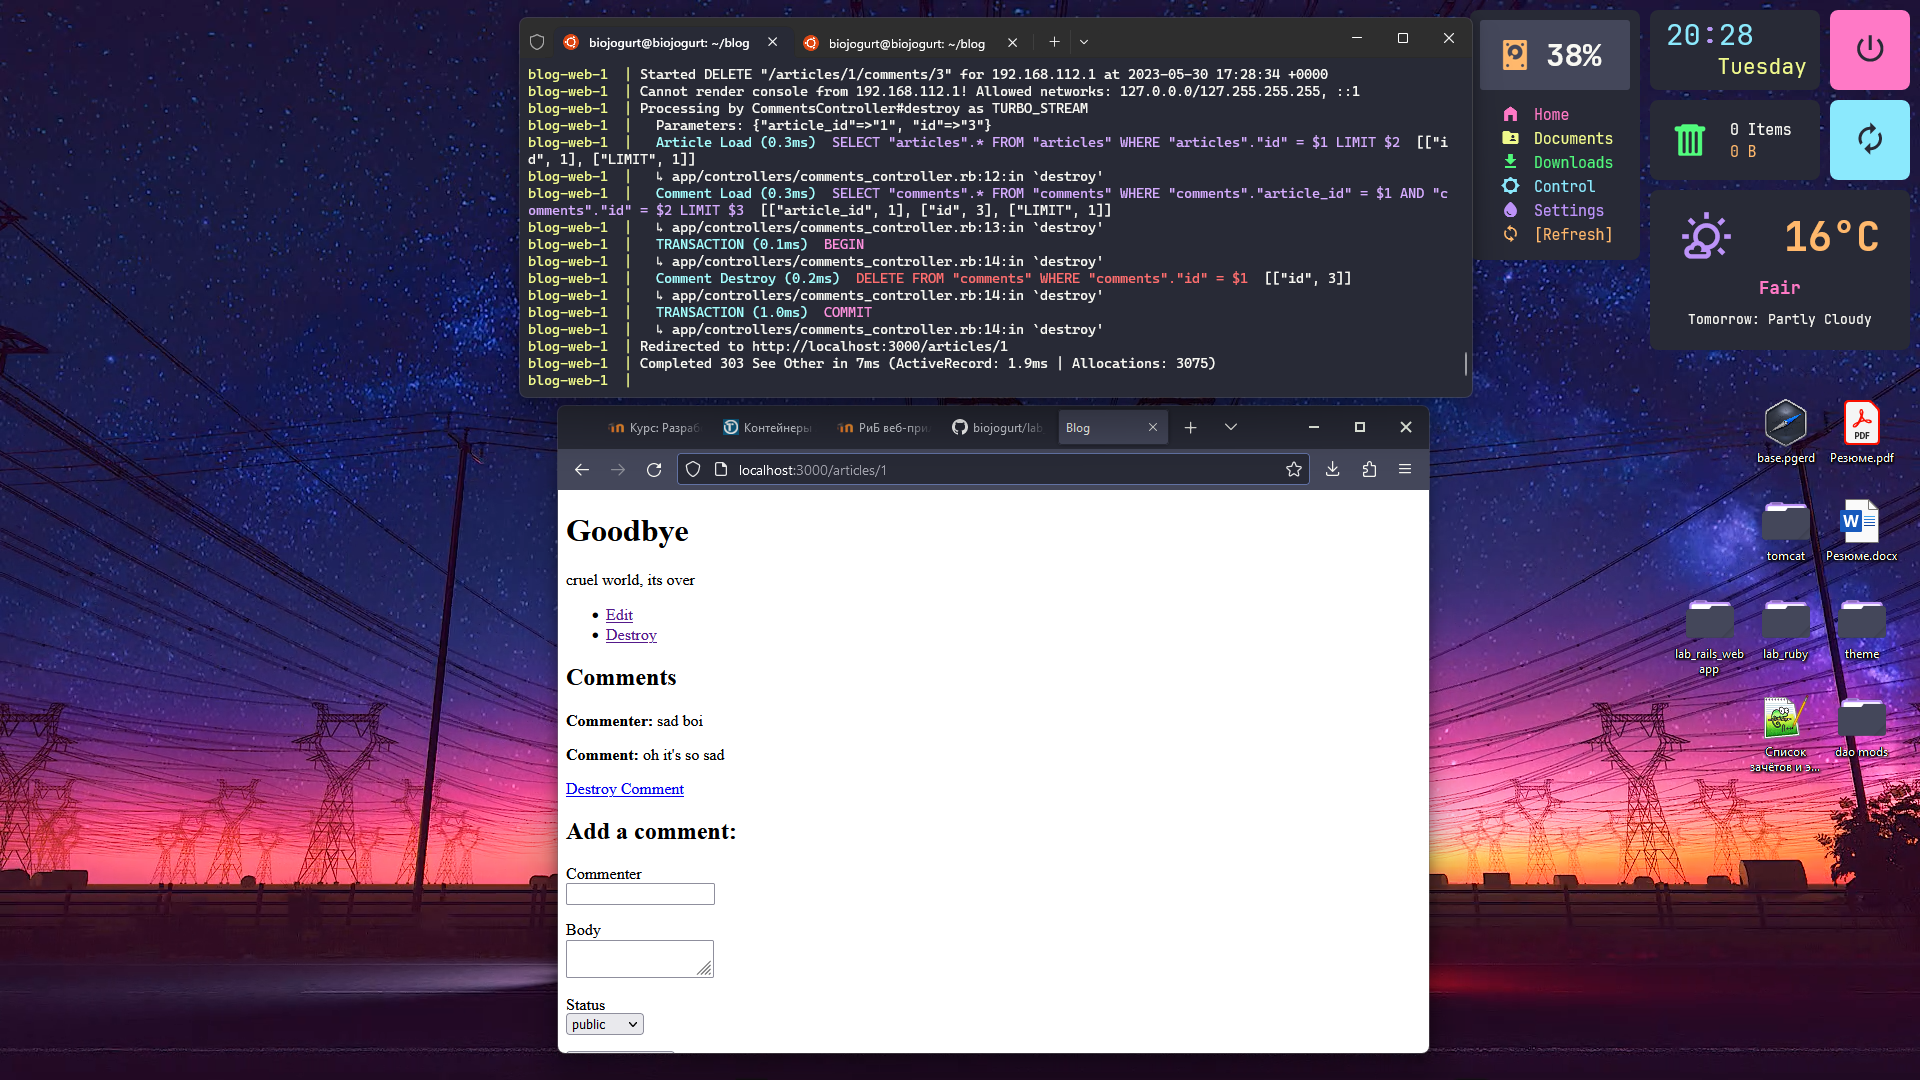 biojogurt@biojogurt: ~/blog
biojogurt@biojogurt: ~/blog
blog-web-1  | Started DELETE "/articles/1/comments/3" for 192.168.112.1 at 2023-05-30 17:28:34 +0000
blog-web-1  | Cannot render console from 192.168.112.1! Allowed networks: 127.0.0.0/127.255.255.255, ::1
blog-web-1  | Processing by CommentsController#destroy as TURBO_STREAM
blog-web-1  |   Parameters: {"article_id"=>"1", "id"=>"3"}
blog-web-1  |   Article Load (0.3ms)  SELECT "articles".* FROM "articles" WHERE "articles"."id" = $1 LIMIT $2  [["i
d", 1], ["LIMIT", 1]]
blog-web-1  |   ↳ app/controllers/comments_controller.rb:12:in `destroy'
blog-web-1  |   Comment Load (0.3ms)  SELECT "comments".* FROM "comments" WHERE "comments"."article_id" = $1 AND "c
omments"."id" = $2 LIMIT $3  [["article_id", 1], ["id", 3], ["LIMIT", 1]]
blog-web-1  |   ↳ app/controllers/comments_controller.rb:13:in `destroy'
blog-web-1  |   TRANSACTION (0.1ms)  BEGIN
blog-web-1  |   ↳ app/controllers/comments_controller.rb:14:in `destroy'
blog-web-1  |   Comment Destroy (0.2ms)  DELETE FROM "comments" WHERE "comments"."id" = $1  [["id", 3]]
blog-web-1  |   ↳ app/controllers/comments_controller.rb:14:in `destroy'
blog-web-1  |   TRANSACTION (1.0ms)  COMMIT
blog-web-1  |   ↳ app/controllers/comments_controller.rb:14:in `destroy'
blog-web-1  | Redirected to http://localhost:3000/articles/1
blog-web-1  | Completed 303 See Other in 7ms (ActiveRecord: 1.9ms | Allocations: 3075)
blog-web-1  |
38%
Home
Documents
Downloads
Control
Settings
[Refresh]
20:28
Tuesday
0 Items
0 B
16°C
Fair
Tomorrow: Partly Cloudy
Курс: Разраб
Контейнеры
РиБ веб-при
biojogurt/lab
Blog
localhost:3000/articles/1
Goodbye
cruel world, its over
Edit
Destroy
Comments
Commenter: sad boi
Comment: oh it's so sad
Destroy Comment
Add a comment:
Commenter
Body
Status
public
base.pgerd
PDF
Резюме.pdf
tomcat
W
Резюме.docx
lab_rails_web
app
lab_ruby
theme
Список
зачётов и э...
dao mods